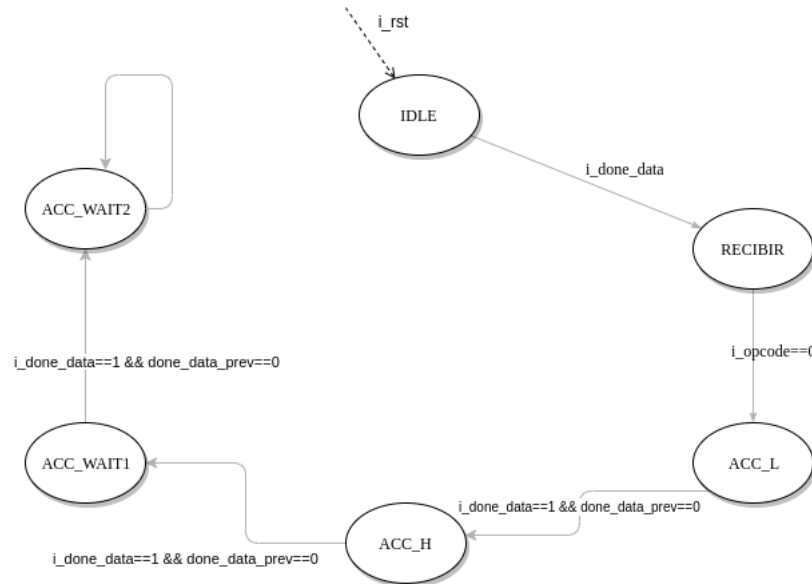 i_rst
IDLE
i_done_data
ACC_WAIT2
RECIBIR
i_opcode==0
i_done_data==1 && done_data_prev==0
ACC_WAIT1
ACC_L
i_done_data==1 && done_data_prev==0
ACC_H
i_done_data==1 && done_data_prev==0